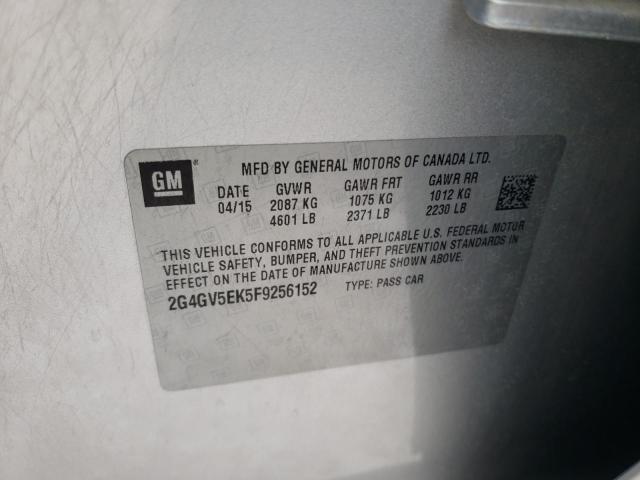 GM ®
MFD BY GENERAL MOTORS OF CANADA LTD.
DATE GVWR GAWR FRT GAWR RR
04/15 2087 KG 1075 KG 1012 KG
4601 LB 2371 LB 2230 LB
THIS VEHICLE CONFORMS TO ALL APPLICABLE U.S. FEDERAL MOTOR
VEHICLE SAFETY, BUMPER, AND THEFT PREVENTION STANDARDS IN
EFFECT ON THE DATE OF MANUFACTURE SHOWN ABOVE.
2G4GV5EK5F9256152 TYPE: PASS CAR